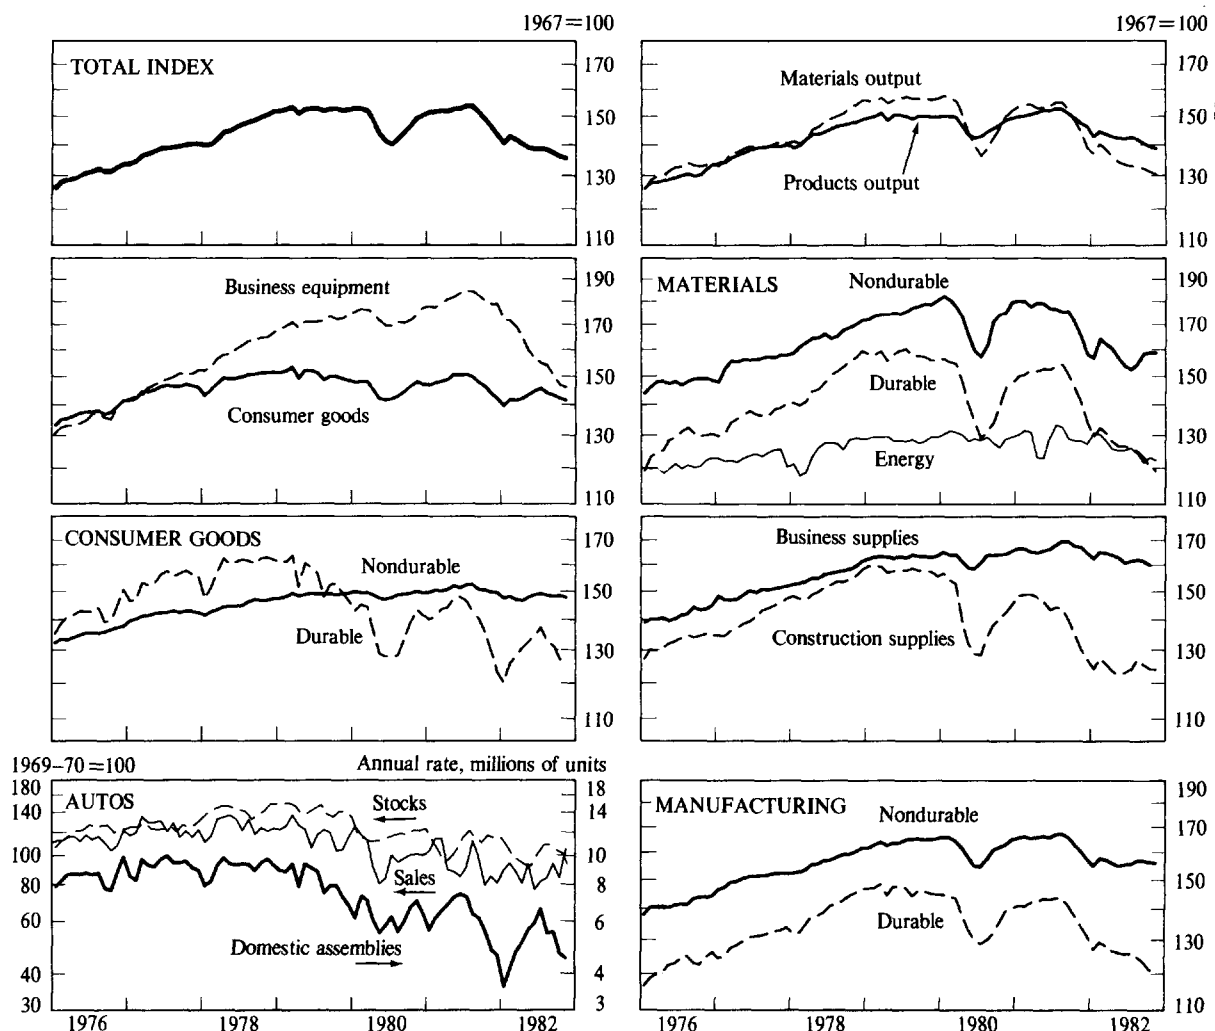 1967=100
TOTAL INDEX
170
150
130
110
Business equipment
Consumer goods
190
170
150
130
110
CONSUMER GOODS
Nondurable
Durable
170
150
130
110
1969–70=100
Annual rate, millions of units
AUTOS
Stocks
Sales
Domestic assemblies
180
140
100
80
60
40
30
18
14
10
8
6
4
3
1976
1978
1980
1982
1967=100
Materials output
Products output
170
150
130
110
MATERIALS
Nondurable
Durable
Energy
190
170
150
130
110
Business supplies
Construction supplies
170
150
130
110
MANUFACTURING
Nondurable
Durable
190
170
150
130
110
1976
1978
1980
1982